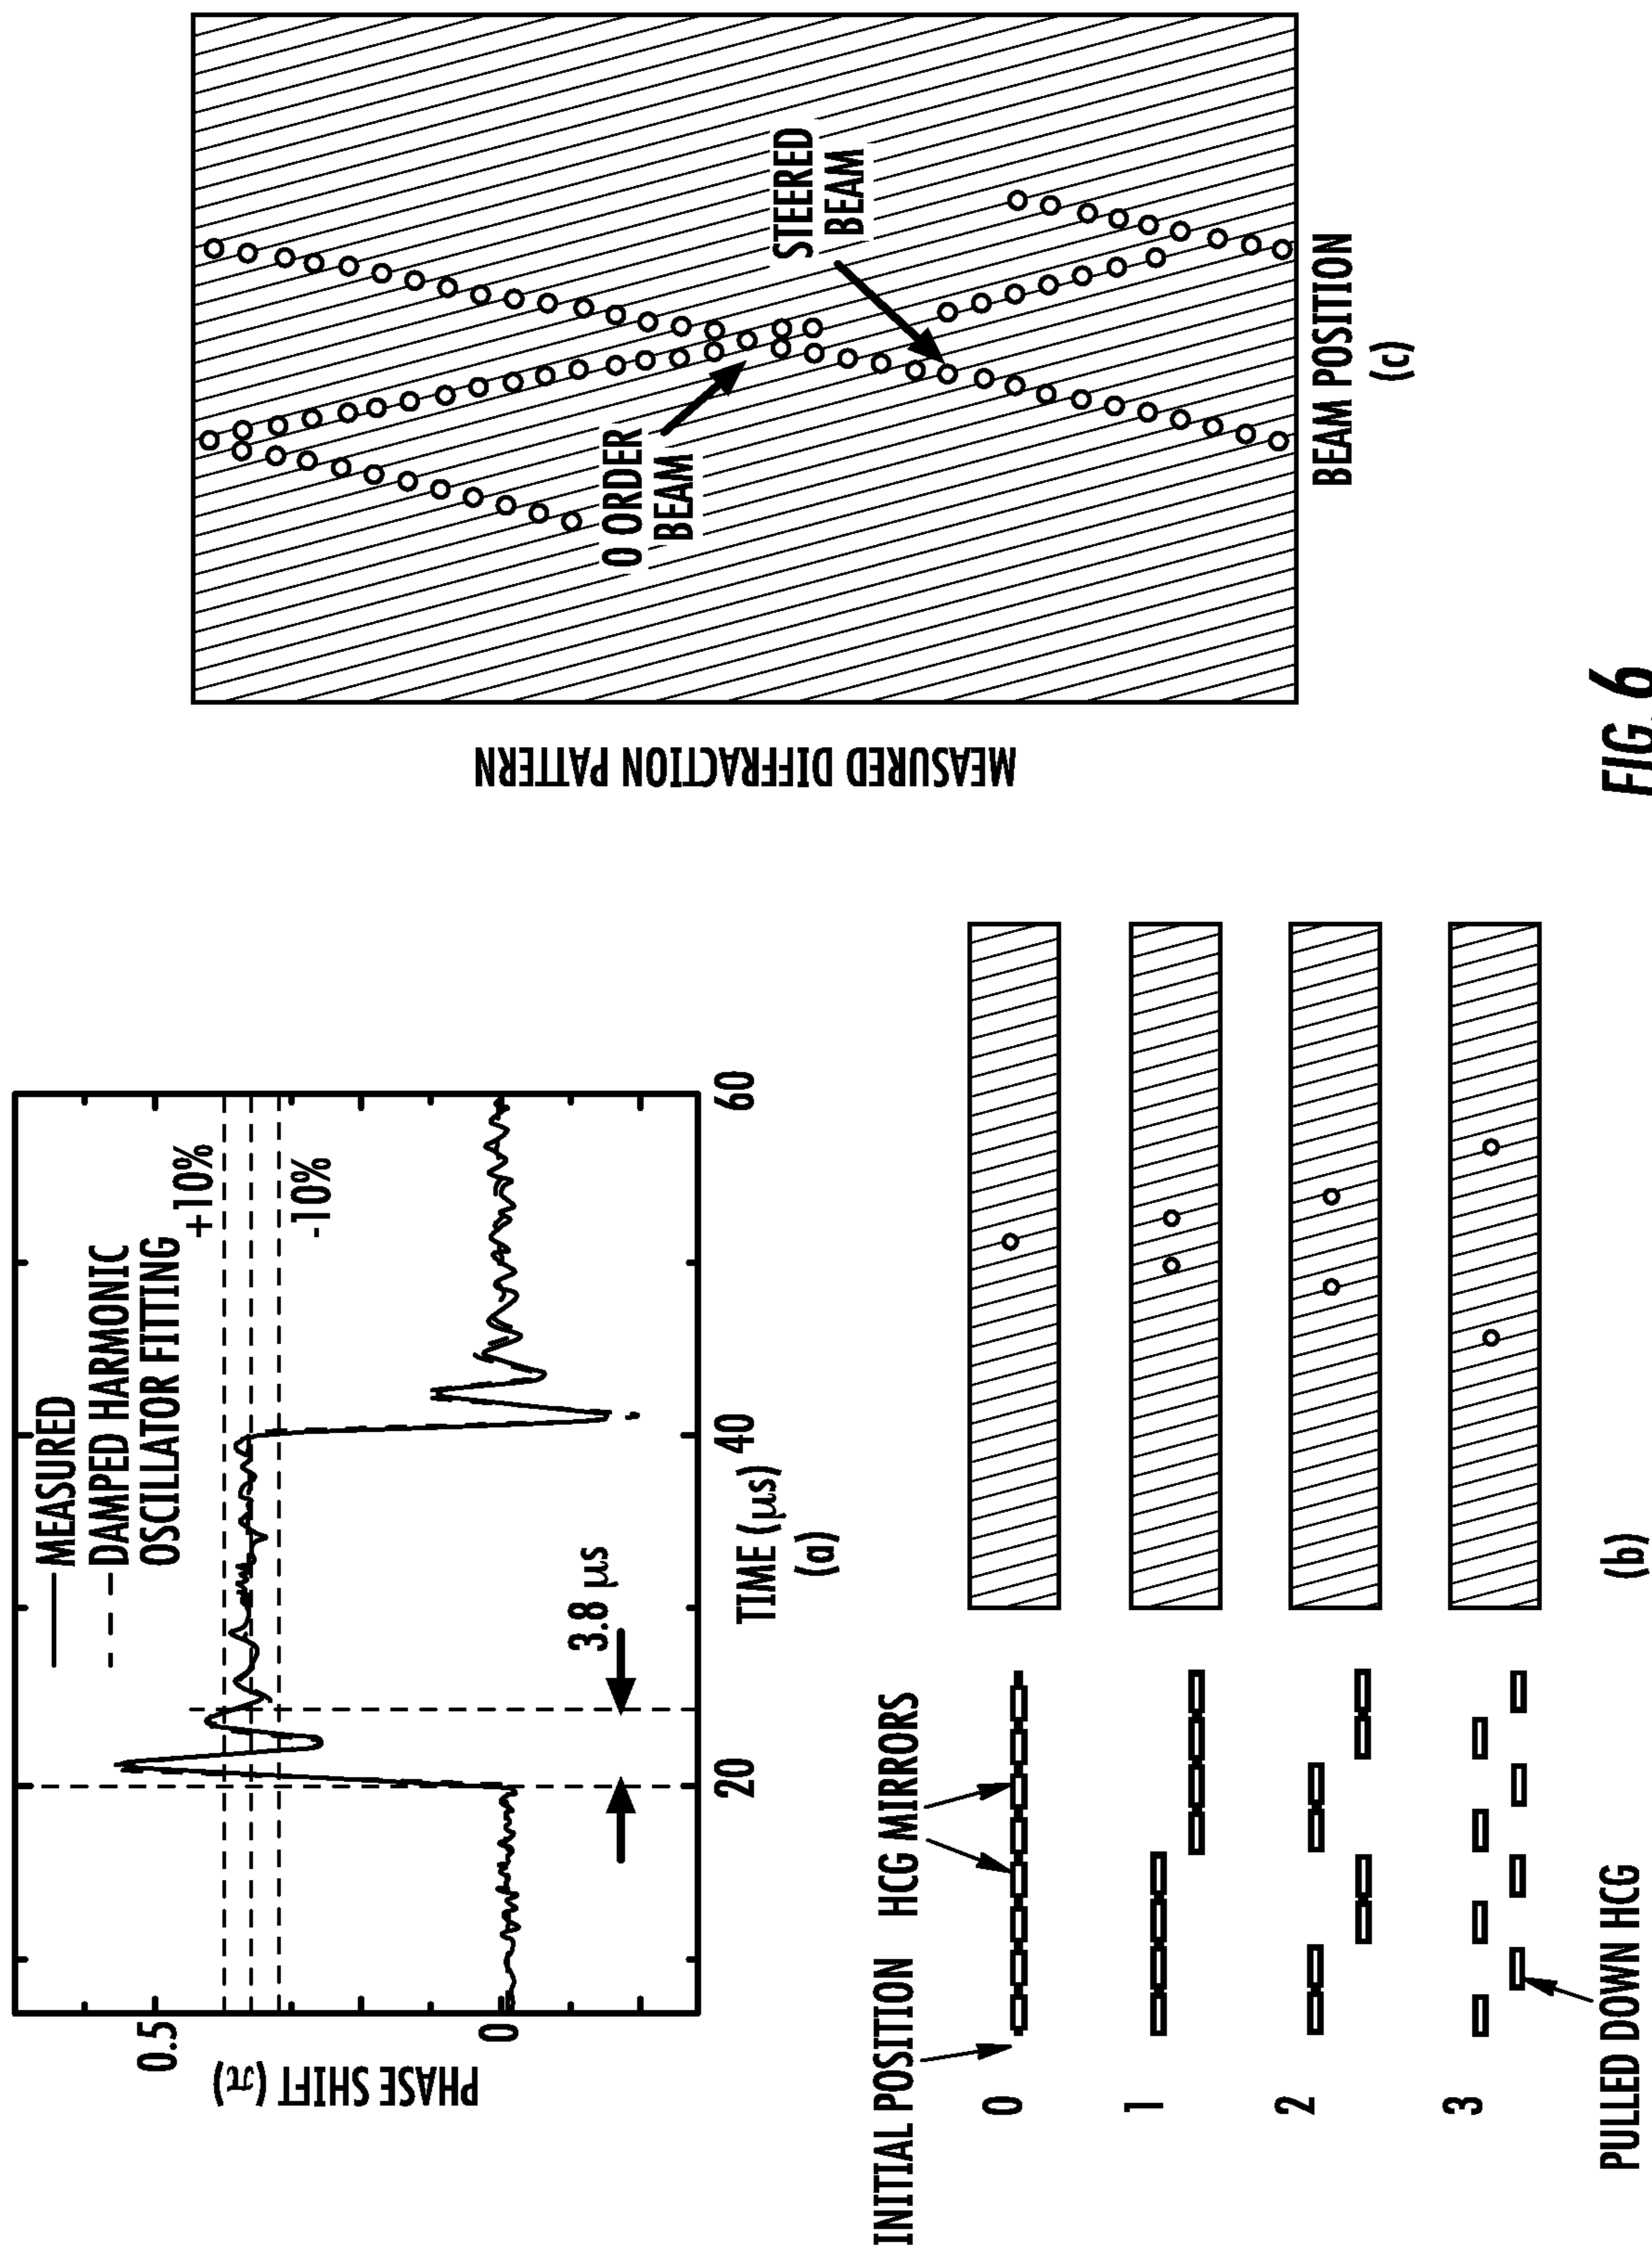 MEASURED
DAMPED HARMONIC
OSCILLATOR FITTING
+10%
-10%
0.5
0
PHASE SHIFT (π)
3.8 μs
20
40
60
TIME (μs)
(a)
INITIAL POSITION
HCG MIRRORS
0
1
2
3
PULLED DOWN HCG
(b)
MEASURED DIFFRACTION PATTERN
0 ORDER
BEAM
STEERED
BEAM
BEAM POSITION
(c)
FIG. 6